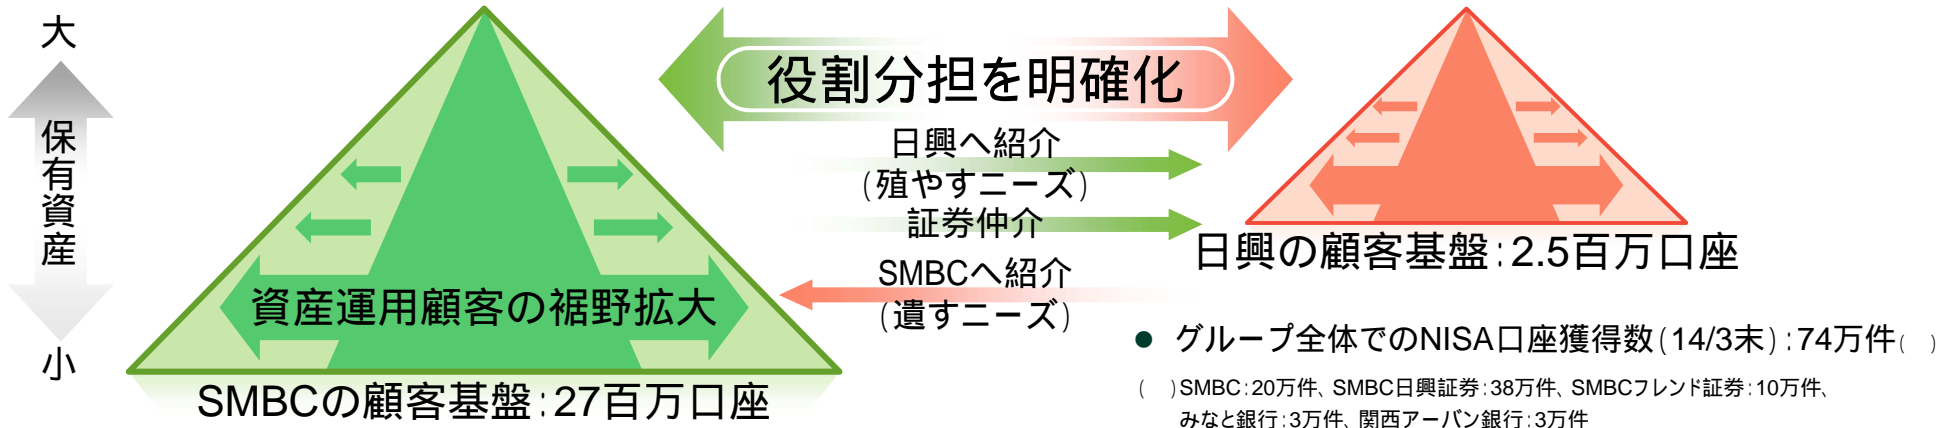 大
保有資産
小
資産運用顧客の裾野拡大
SMBCの顧客基盤:27百万口座
役割分担を明確化
日興へ紹介
(殖やすニーズ)
証券仲介
SMBCへ紹介
(遺すニーズ)
日興の顧客基盤:2.5百万口座
● グループ全体でのNISA口座獲得数(14/3末):74万件( )
( )SMBC:20万件、SMBC日興証券:38万件、SMBCフレンド証券:10万件、
みなと銀行:3万件、関西アーバン銀行:3万件